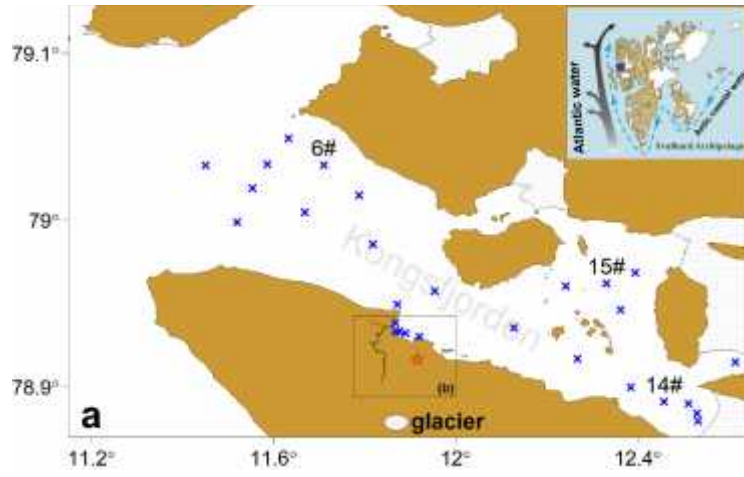 79.1°
Atlantic water
Svalbard Archipelago
6#
79°
Kongsfjorden
15#
14#
78.9°
(b)
a
glacier
11.2°
11.6°
12°
12.4°